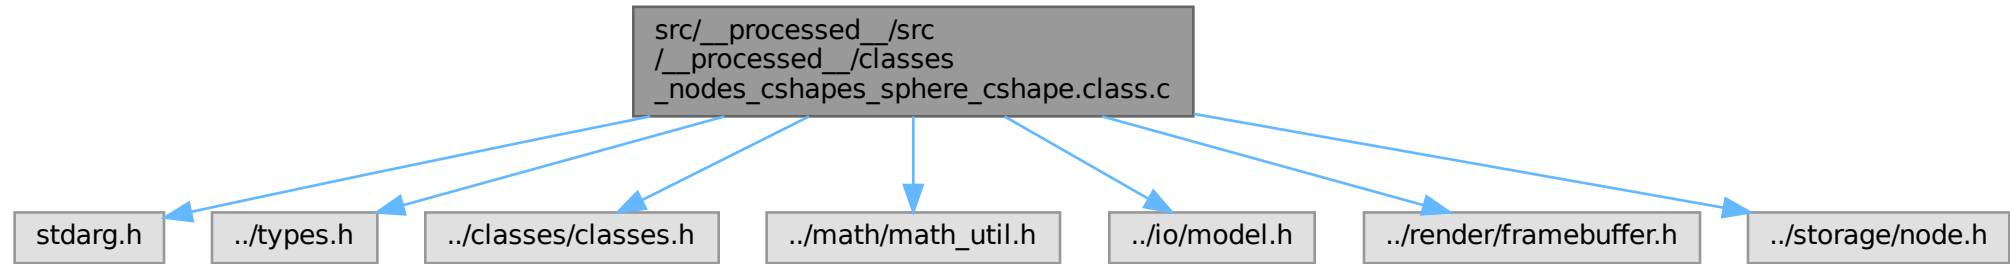 src/__processed__/src
/__processed__/classes
_nodes_cshapes_sphere_cshape.class.c
stdarg.h
../types.h
../classes/classes.h
../math/math_util.h
../io/model.h
../render/framebuffer.h
../storage/node.h